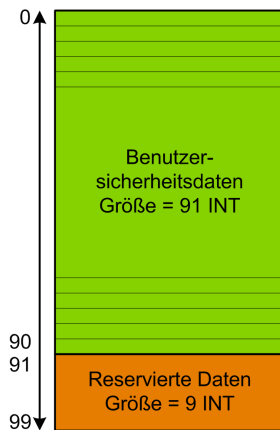 0
Benutzer-
sicherheitsdaten
Größe = 91 INT
90
91
Reservierte Daten
Größe = 9 INT
99